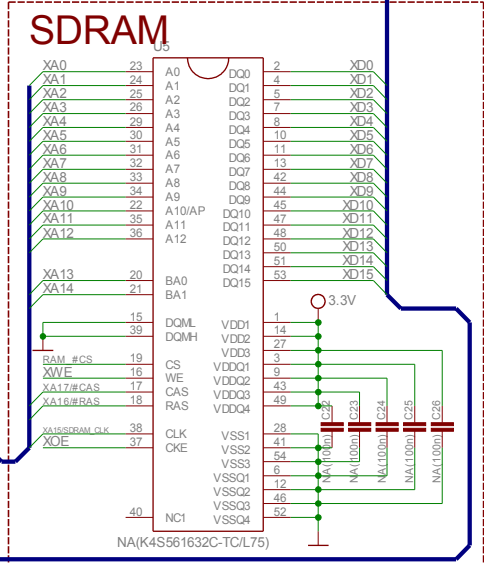 SDRAM
U5
XA0 23 A0 DQ0 2 XD0
XA1 24 A1 DQ1 4 XD1
XA2 25 A2 DQ2 5 XD2
XA3 26 A3 DQ3 7 XD3
XA4 29 A4 DQ4 8 XD4
XA5 30 A5 DQ5 10 XD5
XA6 31 A6 DQ6 11 XD6
XA7 32 A7 DQ7 13 XD7
XA8 33 A8 DQ8 42 XD8
XA9 34 A9 DQ9 44 XD9
XA10 22 A10/AP DQ10 45 XD10
XA11 35 A11 DQ11 47 XD11
XA12 36 A12 DQ12 48 XD12
DQ13 50 XD13
DQ14 51 XD14
XA13 20 BA0 DQ15 53 XD15
XA14 21 BA1
3.3V
15 DQML VDD1 1
39 DQMH VDD2 14
VDD3 27
RAM_#CS 19 CS VDDQ1 3
XWE 16 WE VDDQ2 9
XA17/#CAS 17 CAS VDDQ3 43
XA16/#RAS 18 RAS VDDQ4 49
XA15/SDRAM_CLK 38 CLK VSS1 28
XOE 37 CKE VSS2 41
VSS3 54
VSSQ1 6
VSSQ2 12
VSSQ3 46
40 NC1 VSSQ4 52
C22 C23 C24 C25 C26
NA(100n) NA(100n) NA(100n) NA(100n) NA(100n)
NA(K4S561632C-TC/L75)